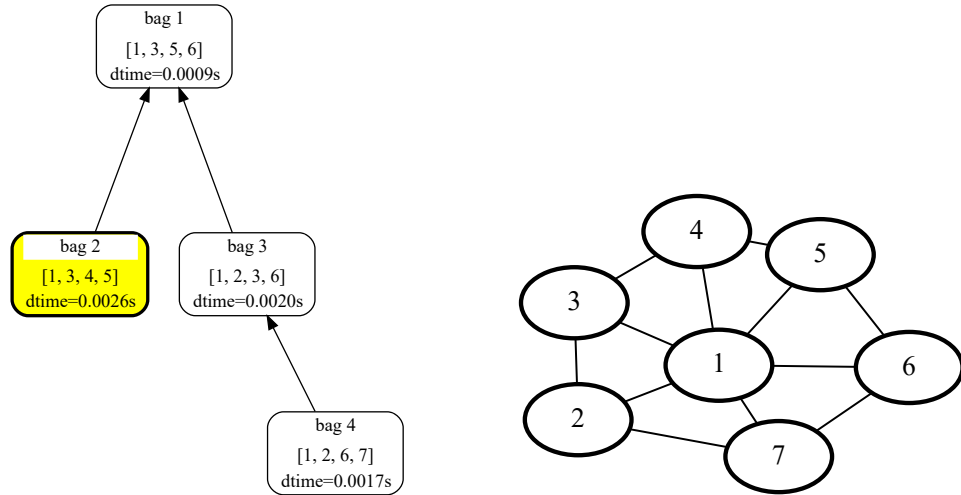 bag 1
[1, 3, 5, 6]
dtime=0.0009s
bag 2
[1, 3, 4, 5]
dtime=0.0026s
bag 3
[1, 2, 3, 6]
dtime=0.0020s
bag 4
[1, 2, 6, 7]
dtime=0.0017s
4
5
3
1
6
2
7